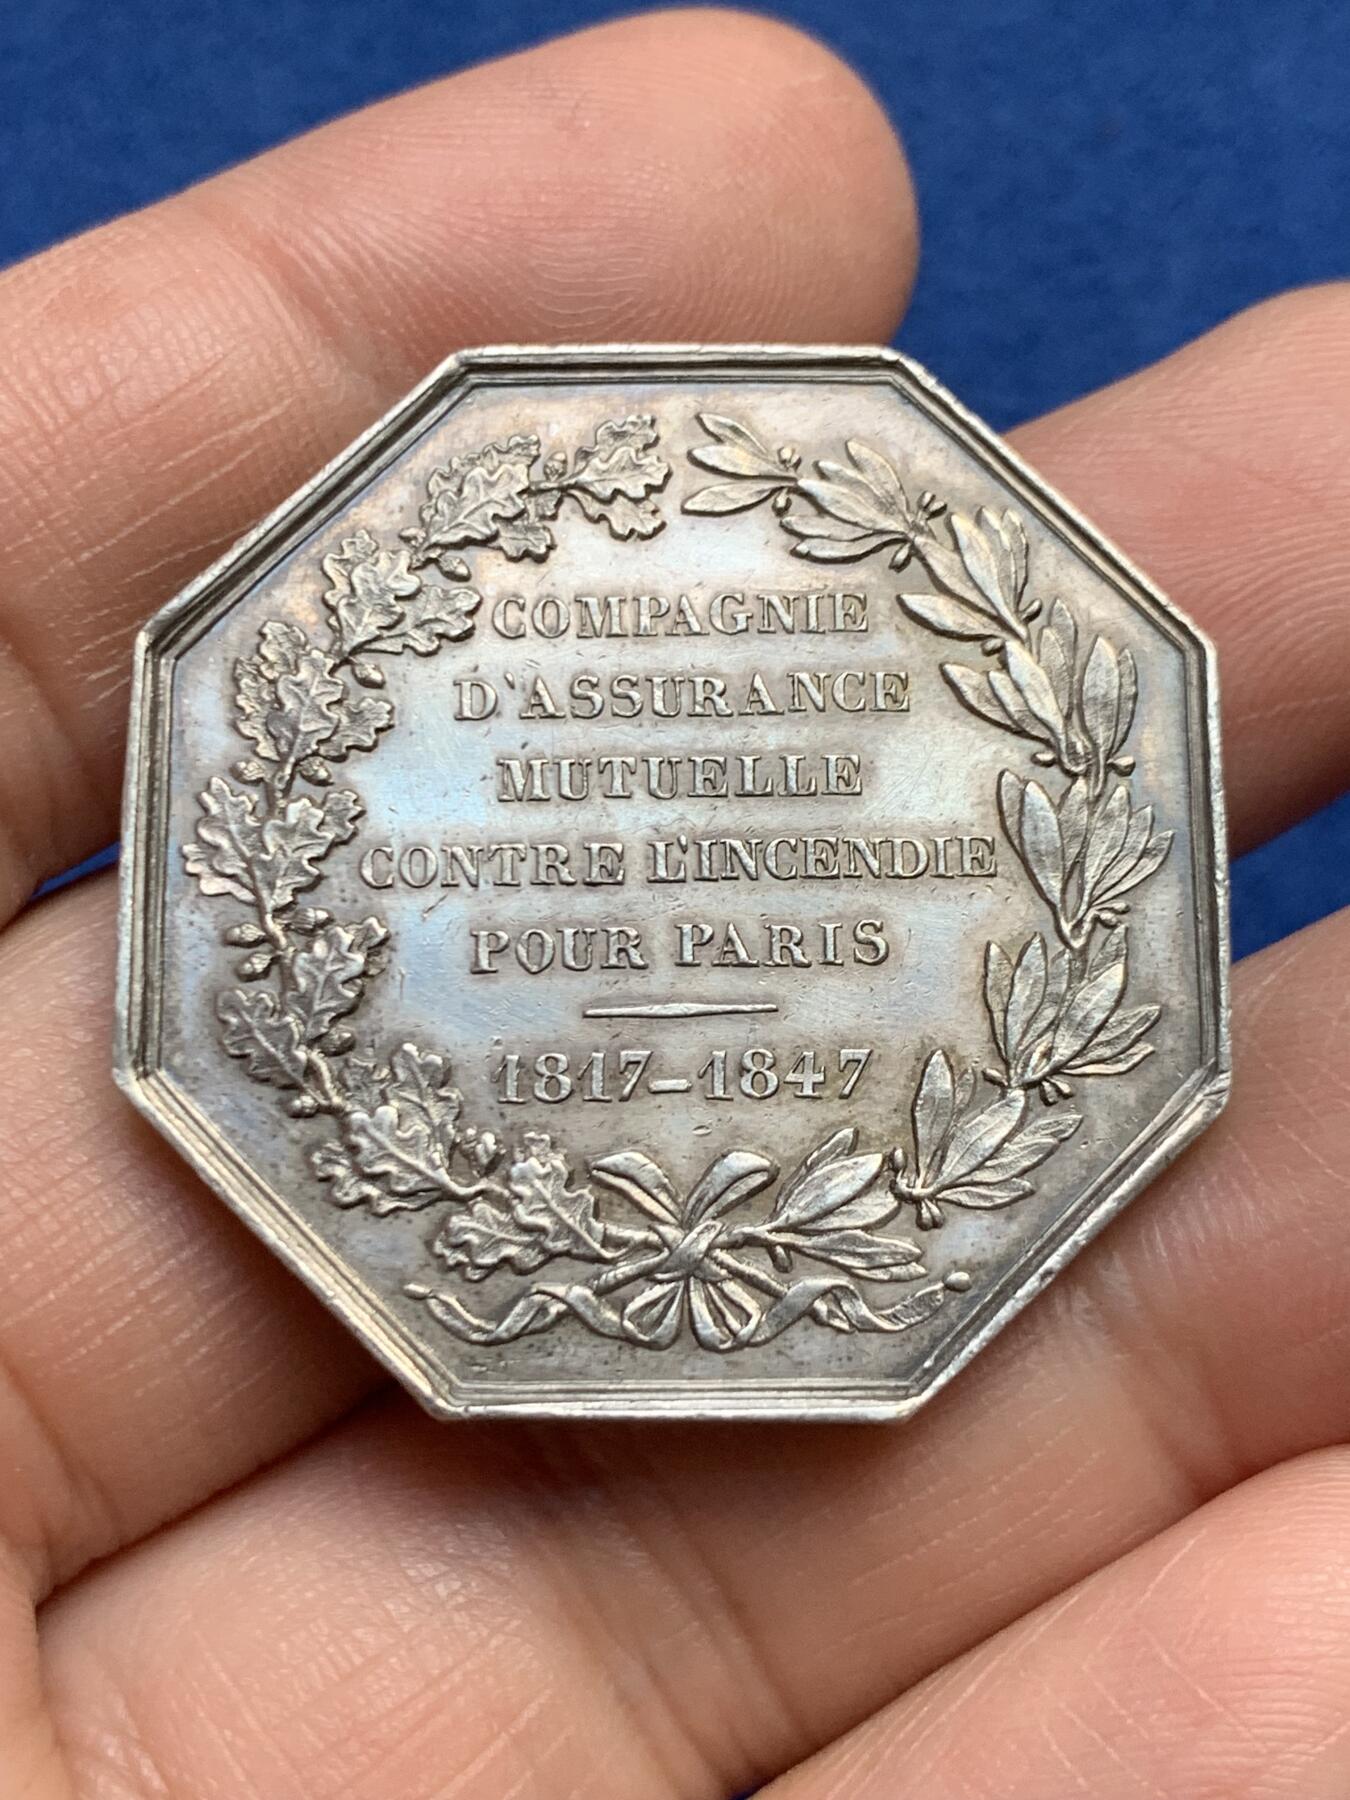 COMPAGNIE
D'ASSURANCE
MUTUELLE
CONTRE L'INCENDIE
POUR PARIS
1817-1847